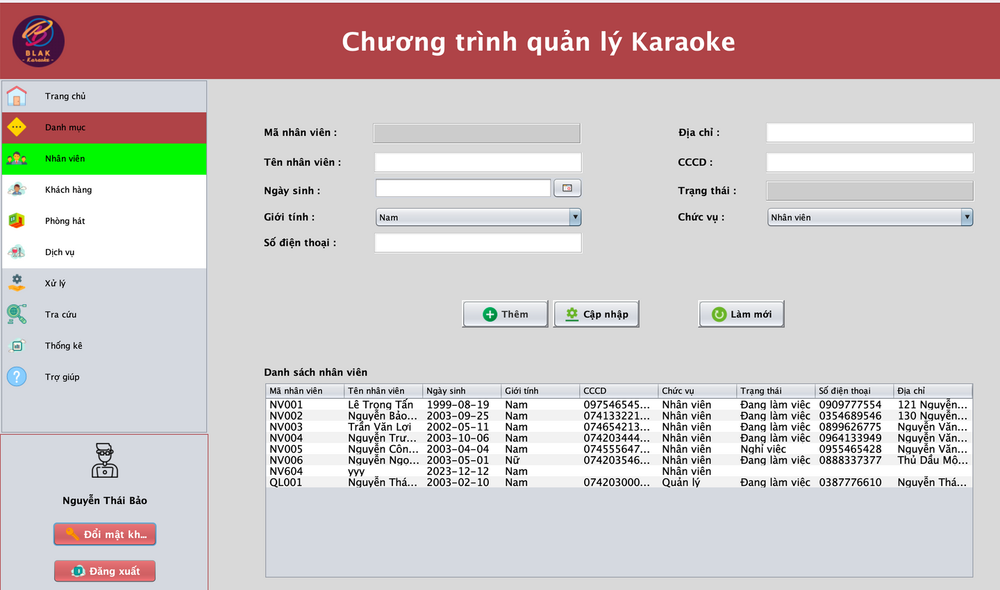 BLAK
- Karaoke -
Chương trình quản lý Karaoke
Trang chủ
Danh mục
Nhân viên
Khách hàng
Phòng hát
Dịch vụ
Xử lý
Tra cứu
Thống kê
Trợ giúp
Nguyễn Thái Bảo
Đổi mật kh...
Đăng xuất
Mã nhân viên :
Địa chỉ :
Tên nhân viên :
CCCD :
Ngày sinh :
Trạng thái :
Giới tính : Nam
Chức vụ : Nhân viên
Số điện thoại :
Thêm Cập nhập Làm mới
Danh sách nhân viên
Mã nhân viên Tên nhân viên Ngày sinh Giới tính CCCD Chức vụ Trạng thái Số điện thoại Địa chỉ
NV001 Lê Trọng Tấn 1999-08-19 Nam 097546545... Nhân viên Đang làm việc 0909777554 121 Nguyễn...
NV002 Nguyễn Bảo... 2003-09-25 Nam 074133221... Nhân viên Đang làm việc 0354689546 130 Nguyễn...
NV003 Trần Văn Lợi 2002-05-11 Nam 074654213... Nhân viên Đang làm việc 0899626775 Nguyễn Văn...
NV004 Nguyễn Trư... 2003-10-06 Nam 074203444... Nhân viên Đang làm việc 0964133949 Nguyễn Văn...
NV005 Nguyễn Côn... 2003-04-04 Nam 074555647... Nhân viên Nghỉ việc 0955465428 Nguyễn Văn...
NV006 Nguyễn Ngọ... 2003-05-01 Nữ 074203546... Nhân viên Đang làm việc 0888337377 Thủ Dầu Mộ...
NV604 yyy 2023-12-12 Nam Nhân viên
QL001 Nguyễn Thá... 2003-02-10 Nam 074203000... Quản lý Đang làm việc 0387776610 Nguyễn Thá...